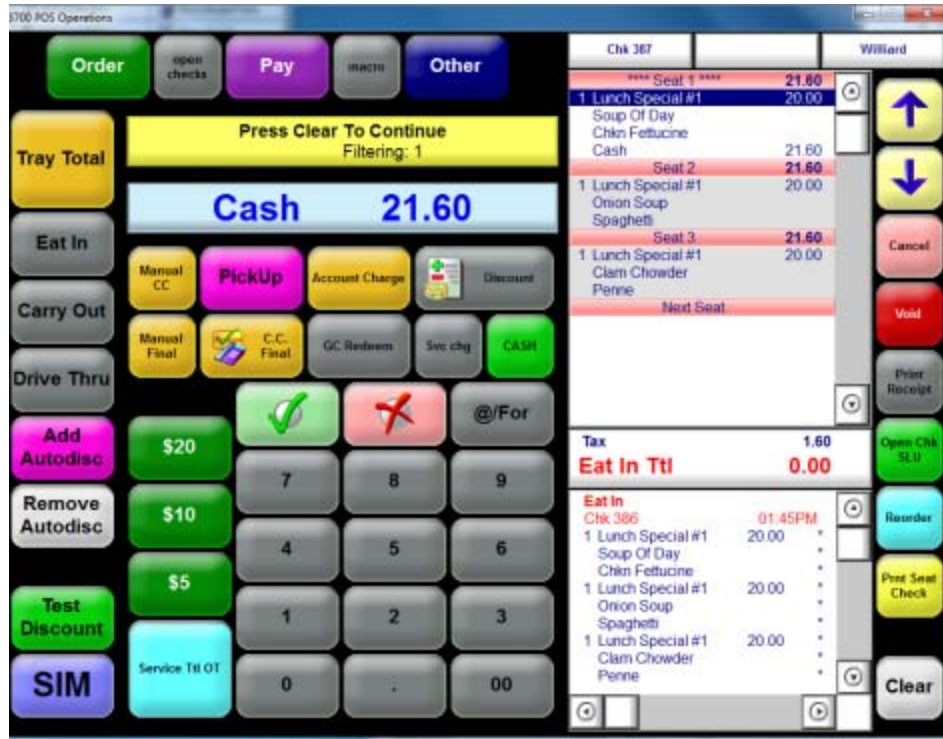 3700 POS Operations
Order
open checks
Pay
macro
Other
Chk 387
Williard
Tray Total
Press Clear To Continue
Filtering: 1
Cash 21.60
Eat In
Carry Out
Drive Thru
Add
Autodisc
Remove
Autodisc
Test
Discount
SIM
Manual
CC
PickUp
Account Charge
Discount
Manual
Final
C.C.
Final
GC Redeem
Svc chg
CASH
@/For
$20
$10
$5
Service Ttl OT
7 8 9
4 5 6
1 2 3
0 . 00
**** Seat 1 **** 21.60
1 Lunch Special #1 20.00
Soup Of Day
Chkn Fettucine
Cash 21.60
Seat 2 21.60
1 Lunch Special #1 20.00
Onion Soup
Spaghetti
Seat 3 21.60
1 Lunch Special #1 20.00
Clam Chowder
Penne
Next Seat
Tax 1.60
Eat In Ttl 0.00
Eat In
Chk 386 01:45PM
1 Lunch Special #1 20.00 *
Soup Of Day *
Chkn Fettucine *
1 Lunch Special #1 20.00 *
Onion Soup *
Spaghetti *
1 Lunch Special #1 20.00 *
Clam Chowder *
Penne *
Cancel
Void
Print
Receipt
Open Chk
SLU
Reorder
Prnt Seat
Check
Clear